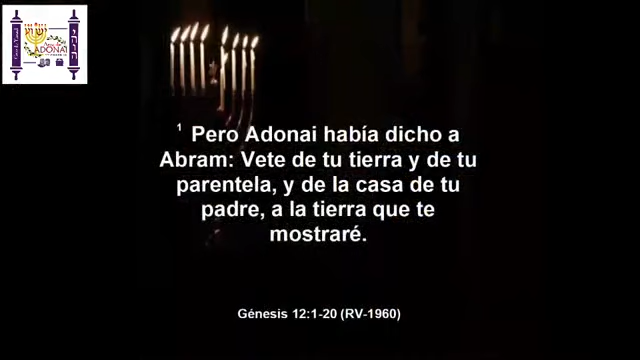 ADONAI
1 Pero Adonai había dicho a
Abram: Vete de tu tierra y de tu
parentela, y de la casa de tu
padre, a la tierra que te
mostraré.
Génesis 12:1-20 (RV-1960)